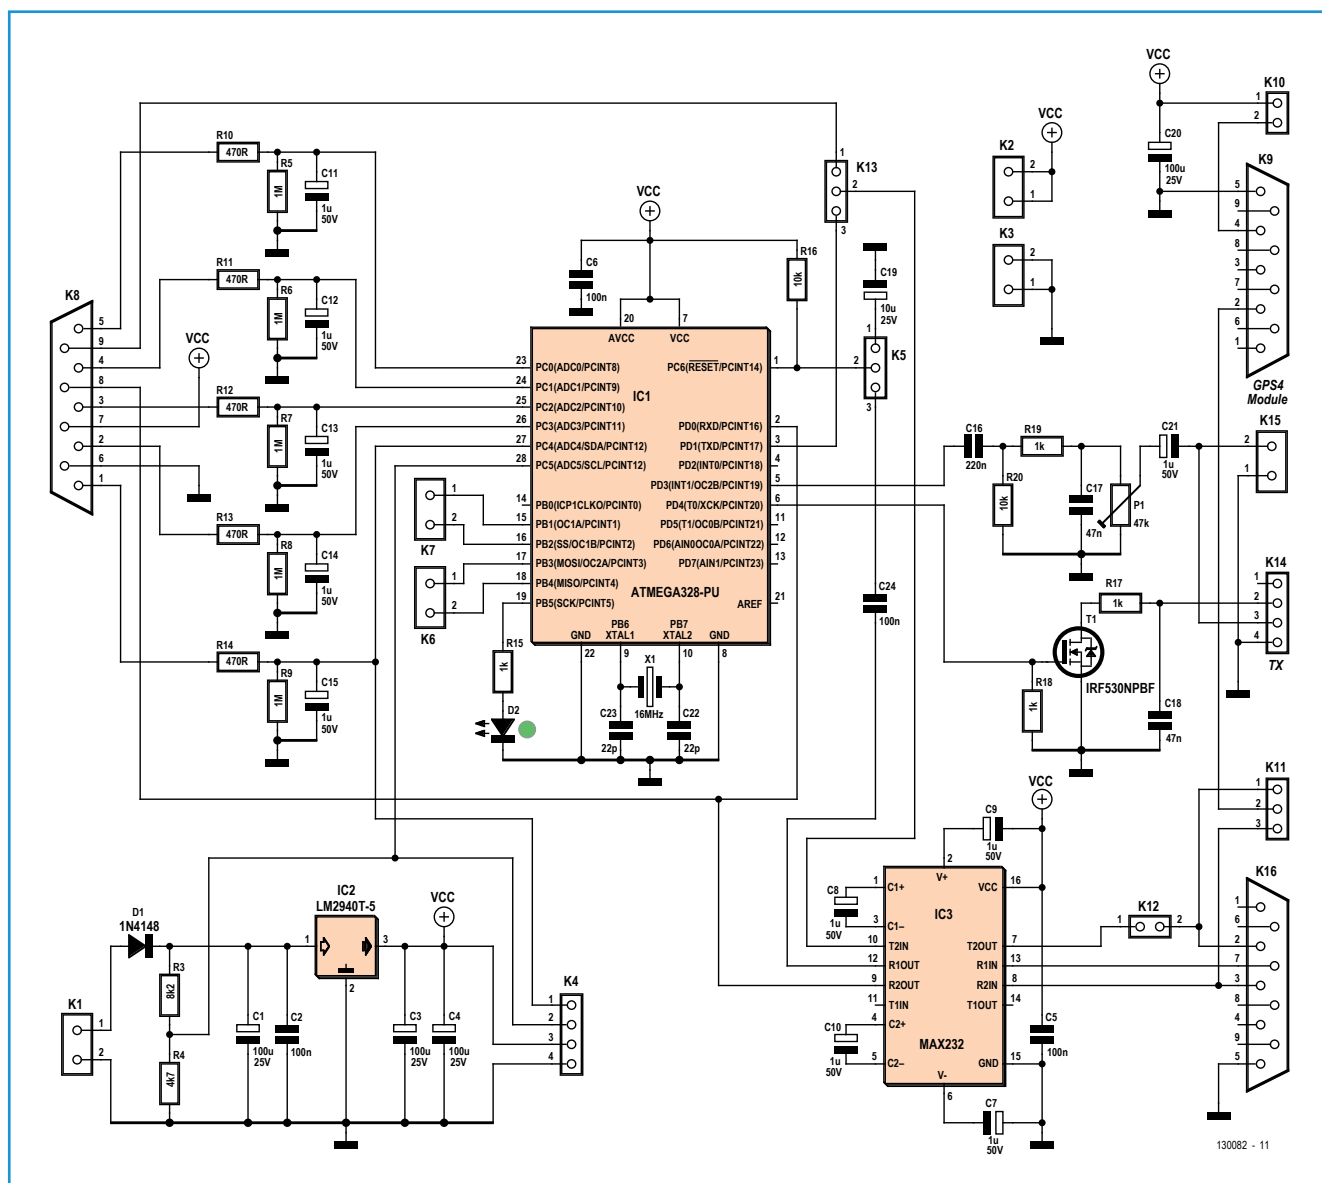 VCC
K10
1
2
R10
470R
R5
1M
C11
1u
50V
1
K13
2
3
VCC
K2
2
1
C20
100u
25V
K9
5
9
4
8
3
7
2
6
1
GPS4
Module
K3
2
1
VCC
R16
10k
C19
10u
25V
C6
100n
R11
470R
R6
1M
C12
1u
50V
K8
5
9
4
8
3
7
2
6
1
VCC
20
AVCC
7
VCC
1
K5
2
3
23
PC0(ADC0/PCINT8)
24
PC1(ADC1/PCINT9)
25
PC2(ADC2/PCINT10)
26
PC3(ADC3/PCINT11)
27
PC4(ADC4/SDA/PCINT12)
28
PC5(ADC5/SCL/PCINT12)
14
PB0(ICP1CLKO/PCINT0)
15
PB1(OC1A/PCINT1)
16
PB2(SS/OC1B/PCINT2)
17
PB3(MOSI/OC2A/PCINT3)
18
PB4(MISO/PCINT4)
19
PB5(SCK/PCINT5)
IC1
PC6(RESET/PCINT14)
1
PD0(RXD/PCINT16)
2
PD1(TXD/PCINT17)
3
PD2(INT0/PCINT18)
4
PD3(INT1/OC2B/PCINT19)
5
PD4(T0/XCK/PCINT20)
6
PD5(T1/OC0B/PCINT21)
11
PD6(AIN0OC0A/PCINT22)
12
PD7(AIN1/PCINT23)
13
ATMEGA328-PU
AREF
21
GND
22
PB6
XTAL1
9
PB7
XTAL2
10
GND
8
R12
470R
R7
1M
C13
1u
50V
R13
470R
R8
1M
C14
1u
50V
R14
470R
R9
1M
C15
1u
50V
1
2
K7
1
2
K6
R15
1k
D2
X1
16MHz
C23
22p
C22
22p
C24
100n
C16
220n
R19
1k
R20
10k
C17
47n
P1
47k
C21
1u
50V
K15
2
1
K14
1
2
3
4
TX
R17
1k
T1
IRF530NPBF
R18
1k
C18
47n
K11
1
2
3
VCC
C9
1u
50V
2
V+
1
C1+
3
C1–
10
T2IN
12
R1OUT
9
R2OUT
11
T1IN
4
C2+
5
C2–
IC3
MAX232
VCC
16
T2OUT
7
R1IN
13
R2IN
8
T1OUT
14
GND
15
V-
6
C8
1u
50V
C10
1u
50V
C7
1u
50V
C5
100n
K12
1
2
K16
1
6
2
7
3
8
4
9
5
D1
1N4148
IC2
LM2940T-5
1
3
2
VCC
R3
8k2
R4
4k7
K1
1
2
C1
100u
25V
C2
100n
C3
100u
25V
C4
100u
25V
K4
1
2
3
4
130082 - 11